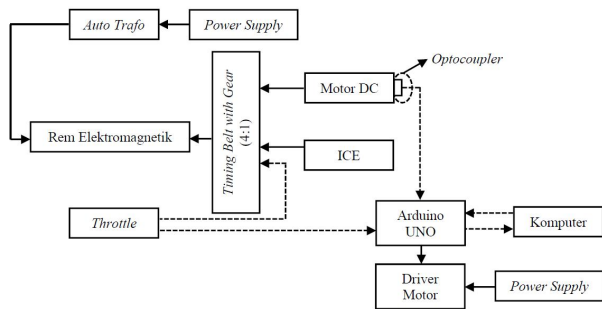 Auto Trafo
Power Supply
Optocoupler
Timing Belt with Gear
(4:1)
Motor DC
Rem Elektromagnetik
ICE
Throttle
Arduino
UNO
Komputer
Driver
Motor
Power Supply